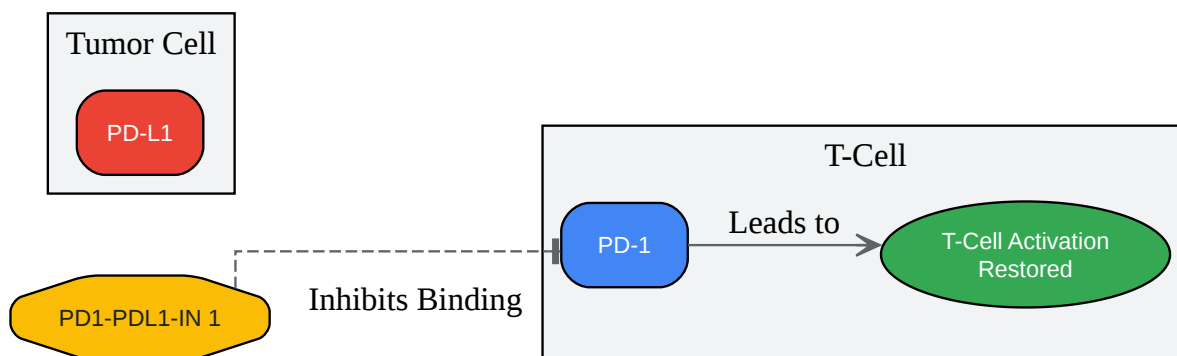 Tumor Cell
PD-L1
T-Cell
PD-1
Leads to
T-Cell Activation
Restored
Inhibits Binding
PD1-PDL1-IN 1